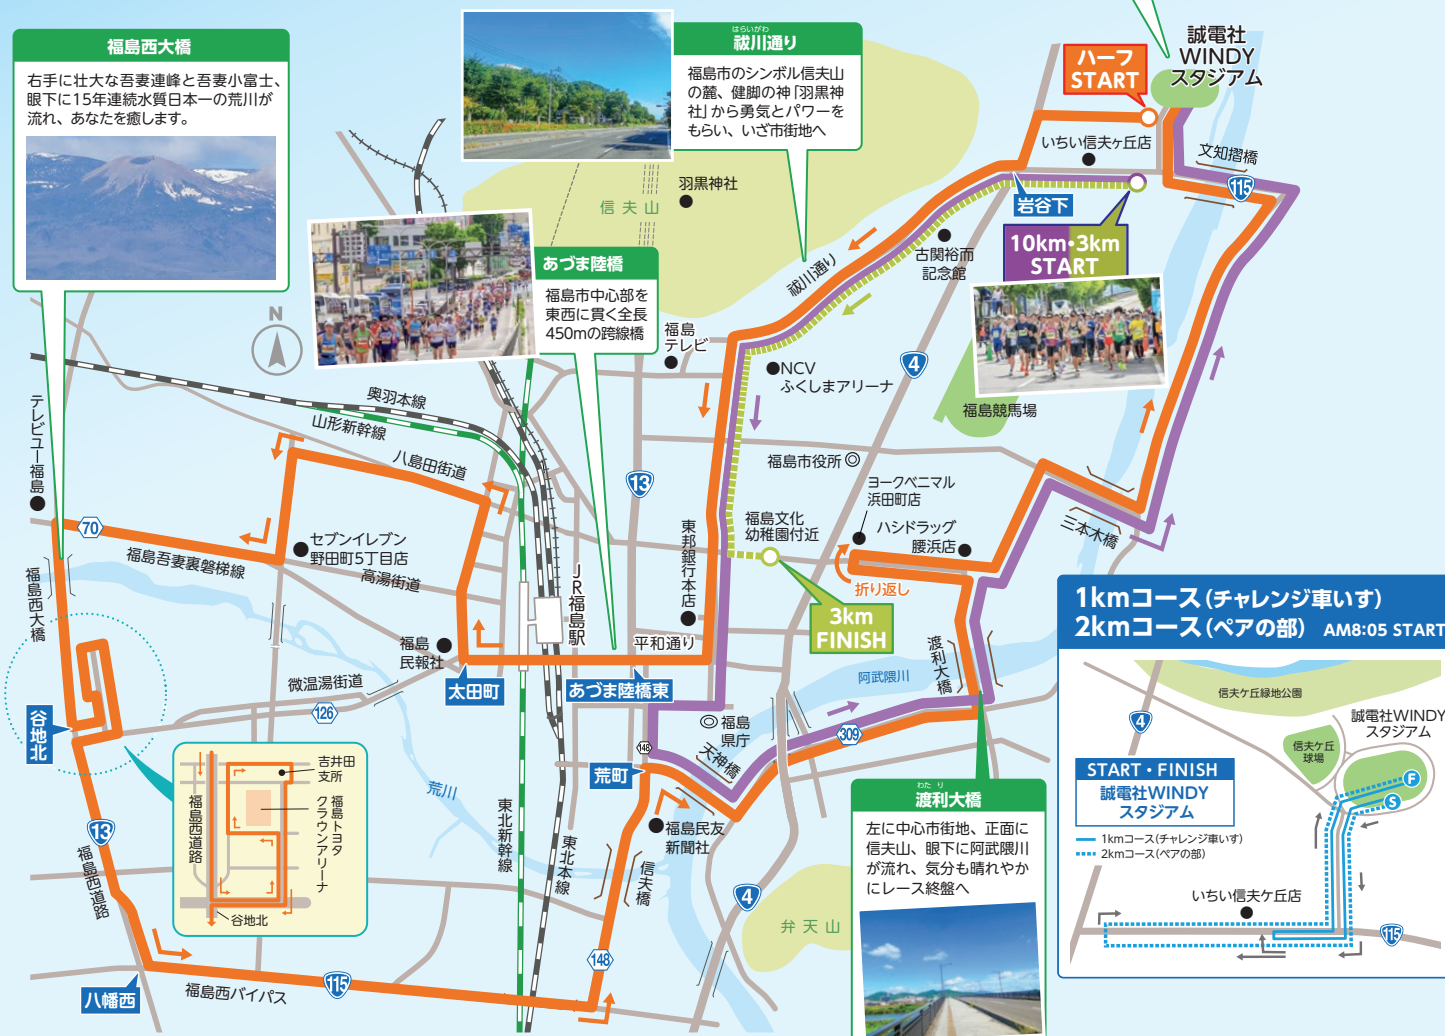 福島西大橋
右手に壮大な吾妻連峰と吾妻小富士、
眼下に15年連続水質日本一の荒川が
流れ、あなたを癒します。
はらいがわ
祓川通り
福島市のシンボル信夫山
の麓、健脚の神「羽黒神
社」から勇気とパワーを
もらい、いざ市街地へ
誠電社
WINDY
スタジアム
ハーフ
START
いちい信夫ヶ丘店
文知摺橋
115
岩谷下
10km・3km
START
羽黒神社
信夫山
祓川通り
古関裕而
記念館
あづま陸橋
福島市中心部を
東西に貫く全長
450mの跨線橋
N
福島
テレビ
NCV
ふくしまアリーナ
4
福島競馬場
奥羽本線
山形新幹線
八島田街道
テレビユー福島
13
福島市役所
ヨークベニマル
浜田町店
ハシドラッグ
腰浜店
三本木橋
福島文化
幼稚園付近
東邦銀行本店
70
セブンイレブン
野田町5丁目店
福島吾妻裏磐梯線
高湯街道
福島西大橋
JR福島駅
折り返し
3km
FINISH
福島
民報社
平和通り
渡利大橋
阿武隈川
太田町
あづま陸橋東
微温湯街道
126
谷地北
福島
県庁
148
天神橋
309
荒町
吉井田
支所
福島西道路
福島トヨタ
クラウンアリーナ
谷地北
荒川
東北新幹線
東北本線
福島民友
新聞社
信夫橋
13
福島西道路
4
弁天山
148
八幡西
福島西バイパス
115
わたり
渡利大橋
左に中心市街地、正面に
信夫山、眼下に阿武隈川
が流れ、気分も晴れやか
にレース終盤へ
1kmコース(チャレンジ車いす)
2kmコース(ペアの部) AM8:05 START
信夫ケ丘緑地公園
4
誠電社WINDY
スタジアム
信夫ケ丘
球場
F
S
START・FINISH
誠電社WINDY
スタジアム
1kmコース(チャレンジ車いす)
2kmコース(ペアの部)
いちい信夫ケ丘店
115